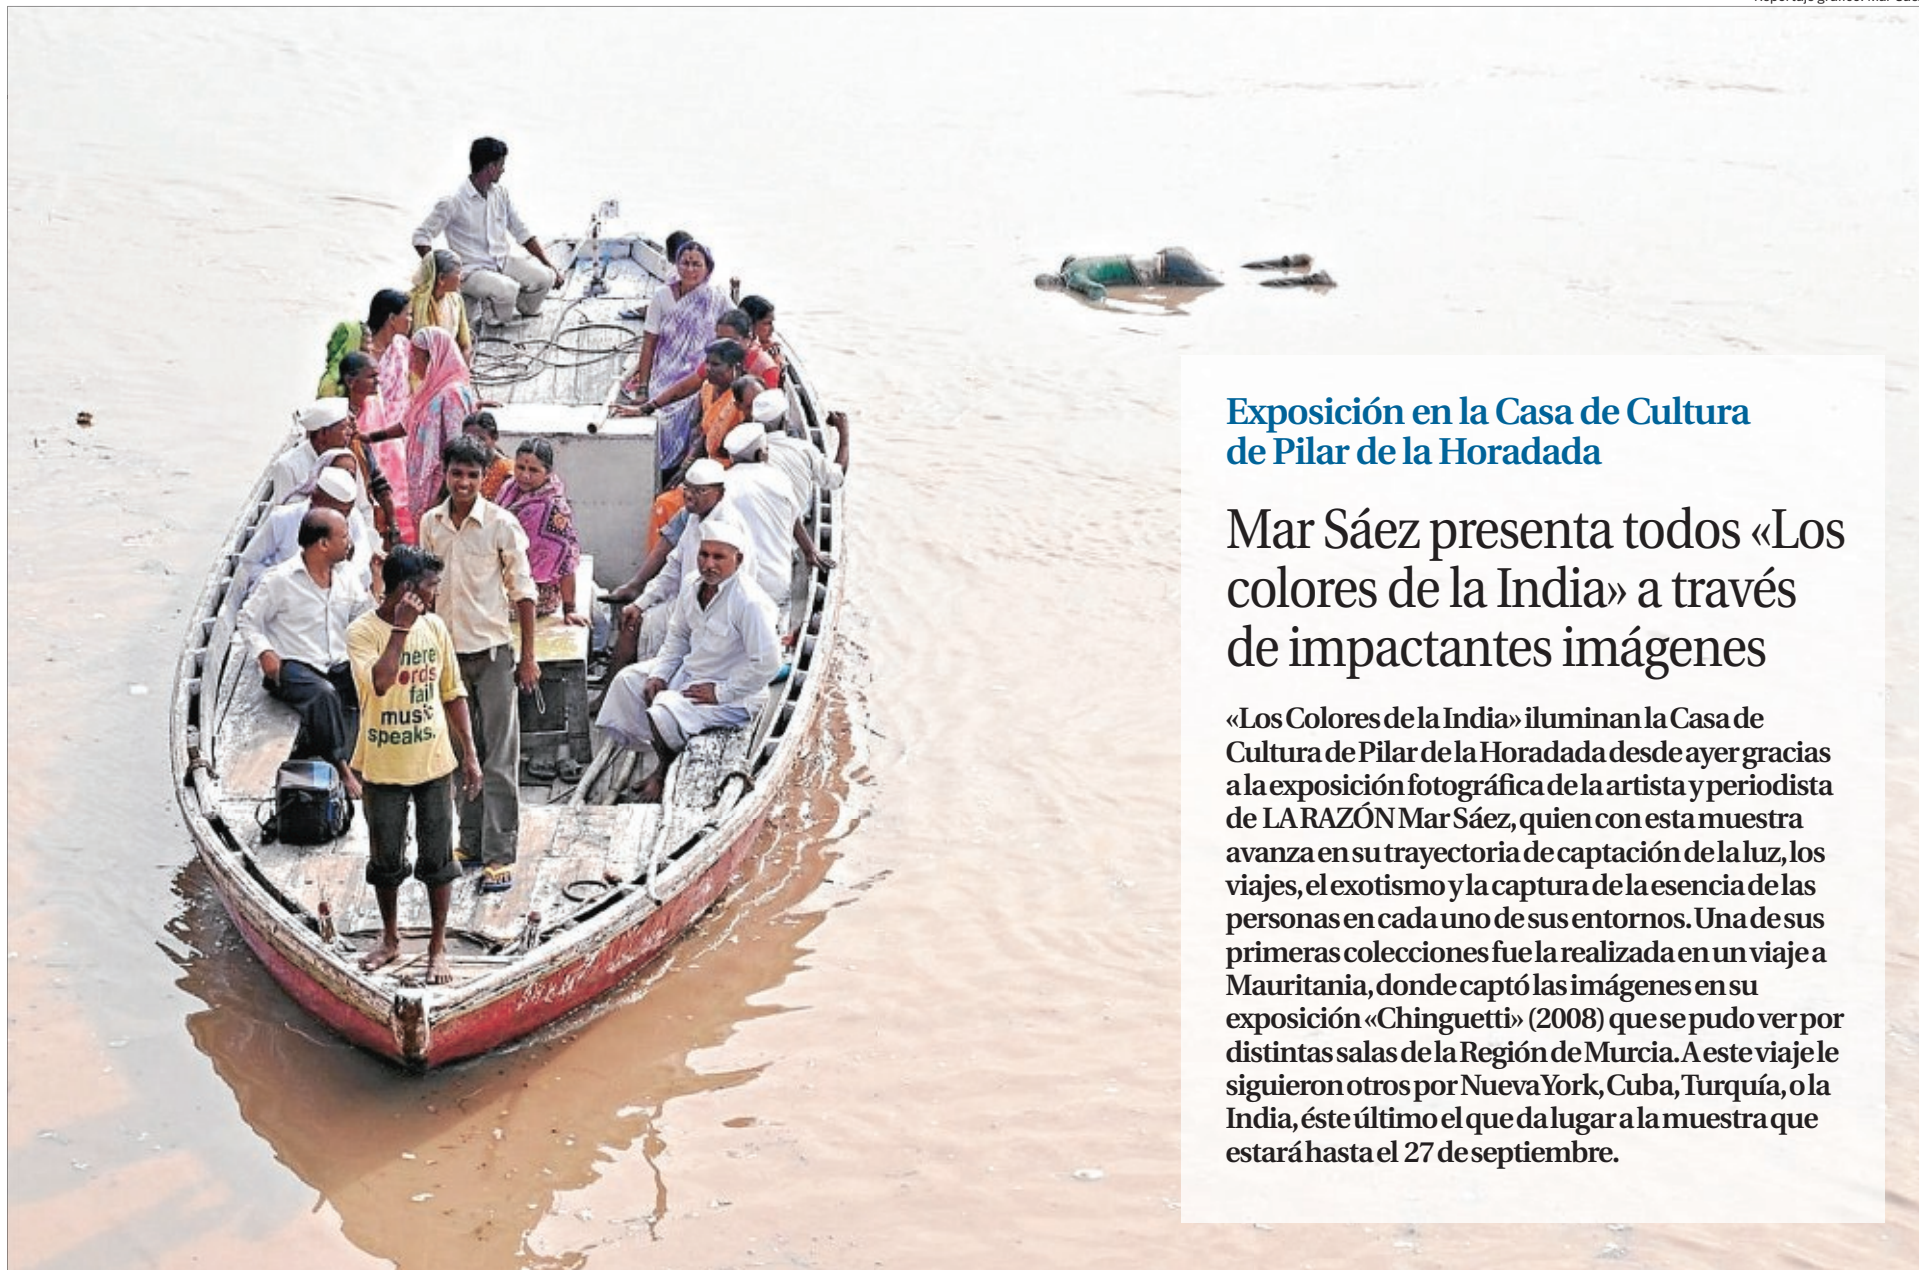 Exposición en la Casa de Cultura
de Pilar de la Horadada
Mar Sáez presenta todos «Los
colores de la India» a través
de impactantes imágenes
«Los Colores de la India» iluminan la Casa de
Cultura de Pilar de la Horadada desde ayer gracias
a la exposición fotográfica de la artista y periodista
de LA RAZÓN Mar Sáez, quien con esta muestra
avanza en su trayectoria de captación de la luz, los
viajes, el exotismo y la captura de la esencia de las
personas en cada uno de sus entornos. Una de sus
primeras colecciones fue la realizada en un viaje a
Mauritania, donde captó las imágenes en su
exposición «Chinguetti» (2008) que se pudo ver por
distintas salas de la Región de Murcia. A este viaje le
siguieron otros por Nueva York, Cuba, Turquía, o la
India, éste último el que da lugar a la muestra que
estará hasta el 27 de septiembre.
fail
music
speaks.